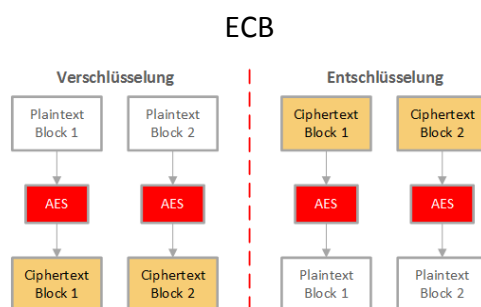 ECB
Verschlüsselung
Entschlüsselung
Plaintext
Block 1
Plaintext
Block 2
Ciphertext
Block 1
Ciphertext
Block 2
AES
AES
AES
AES
Ciphertext
Block 1
Ciphertext
Block 2
Plaintext
Block 1
Plaintext
Block 2